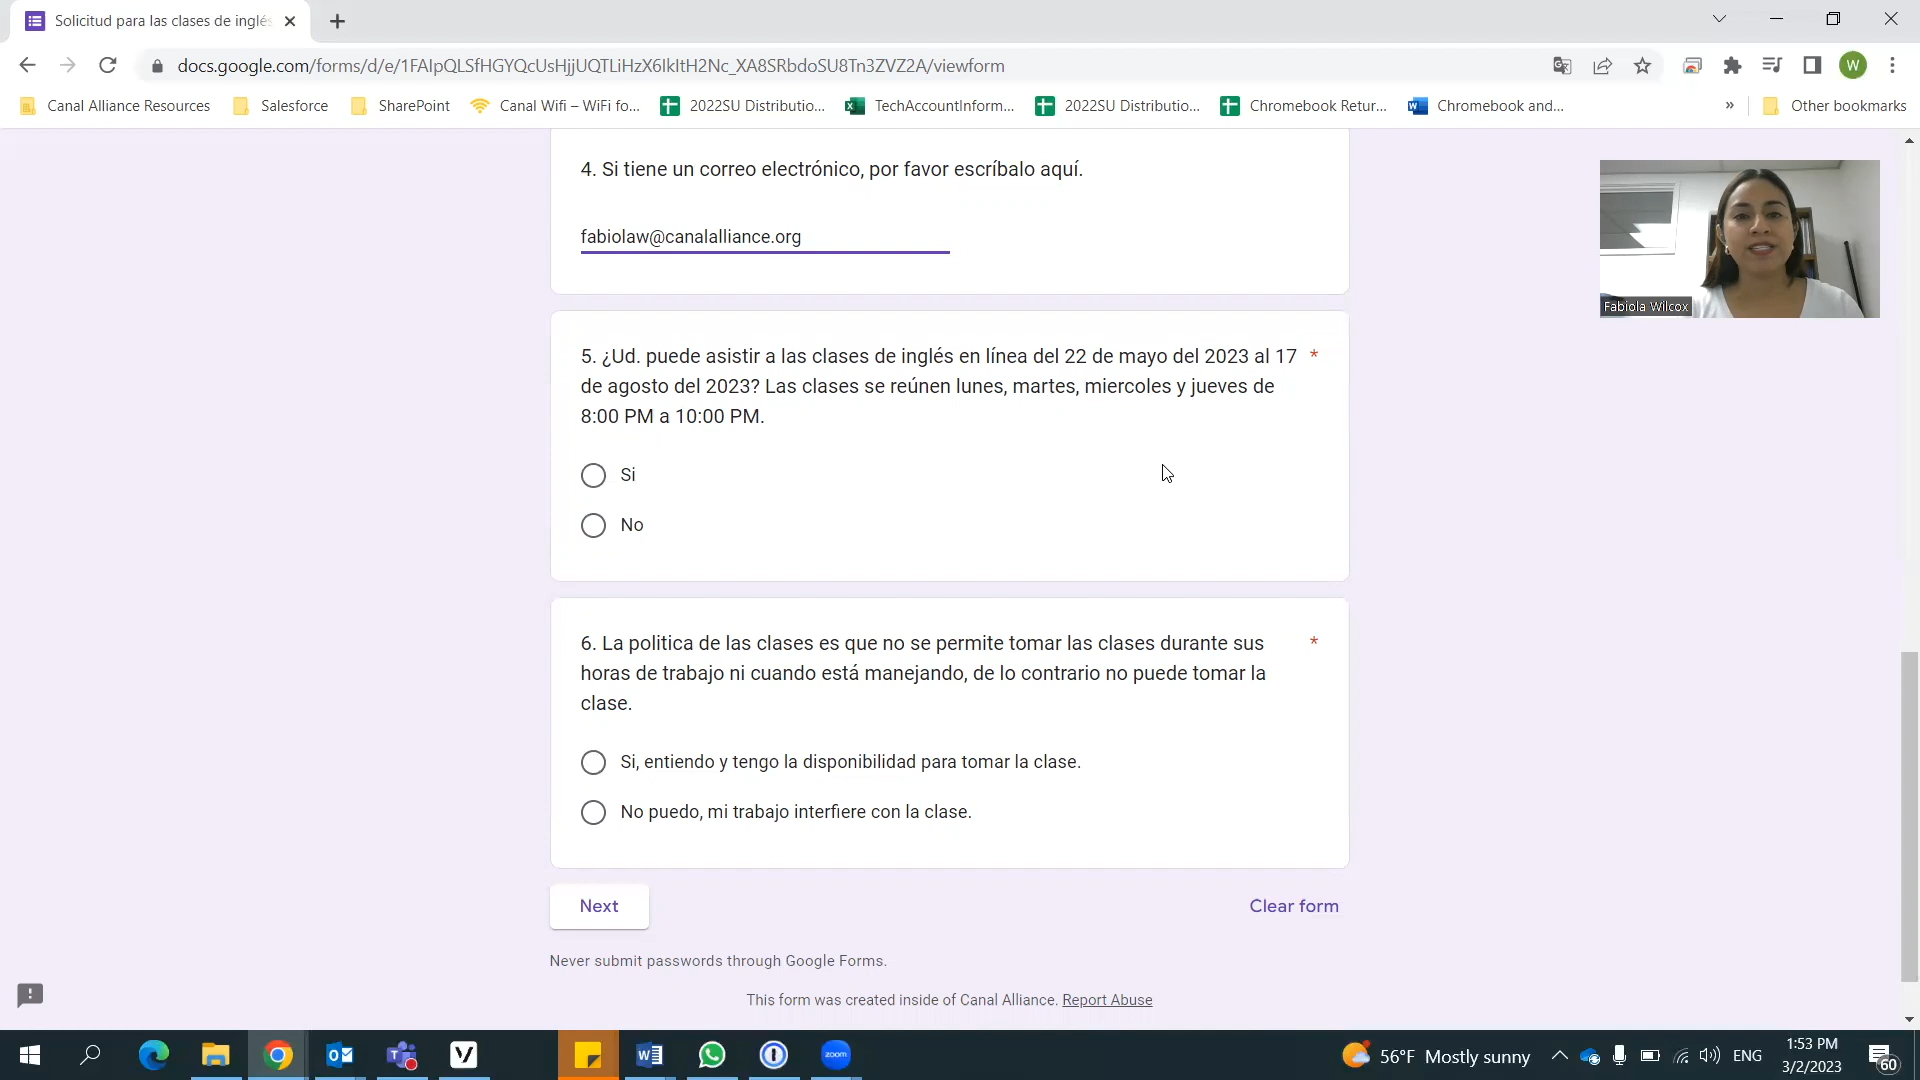 Solicitud para las clases de inglés
docs.google.com/forms/d/e/1FAIpQLSfHGYQcUsHjjUQTLiHzX6IkItH2Nc_XA8SRbdoSU8Tn3ZVZ2A/viewform
W
Canal Alliance Resources
Salesforce
SharePoint
Canal Wifi – WiFi fo...
2022SU Distributio...
TechAccountInform...
2022SU Distributio...
Chromebook Retur...
Chromebook and...
»
Other bookmarks
4. Si tiene un correo electrónico, por favor escríbalo aquí.
fabiolaw@canalalliance.org
Fabiola Wilcox
5. ¿Ud. puede asistir a las clases de inglés en línea del 22 de mayo del 2023 al 17 *
de agosto del 2023? Las clases se reúnen lunes, martes, miercoles y jueves de
8:00 PM a 10:00 PM.
Si
No
6. La politica de las clases es que no se permite tomar las clases durante sus *
horas de trabajo ni cuando está manejando, de lo contrario no puede tomar la
clase.
Si, entiendo y tengo la disponibilidad para tomar la clase.
No puedo, mi trabajo interfiere con la clase.
Next
Clear form
Never submit passwords through Google Forms.
This form was created inside of Canal Alliance. Report Abuse
zoom
56°F Mostly sunny
ENG
1:53 PM
3/2/2023
60